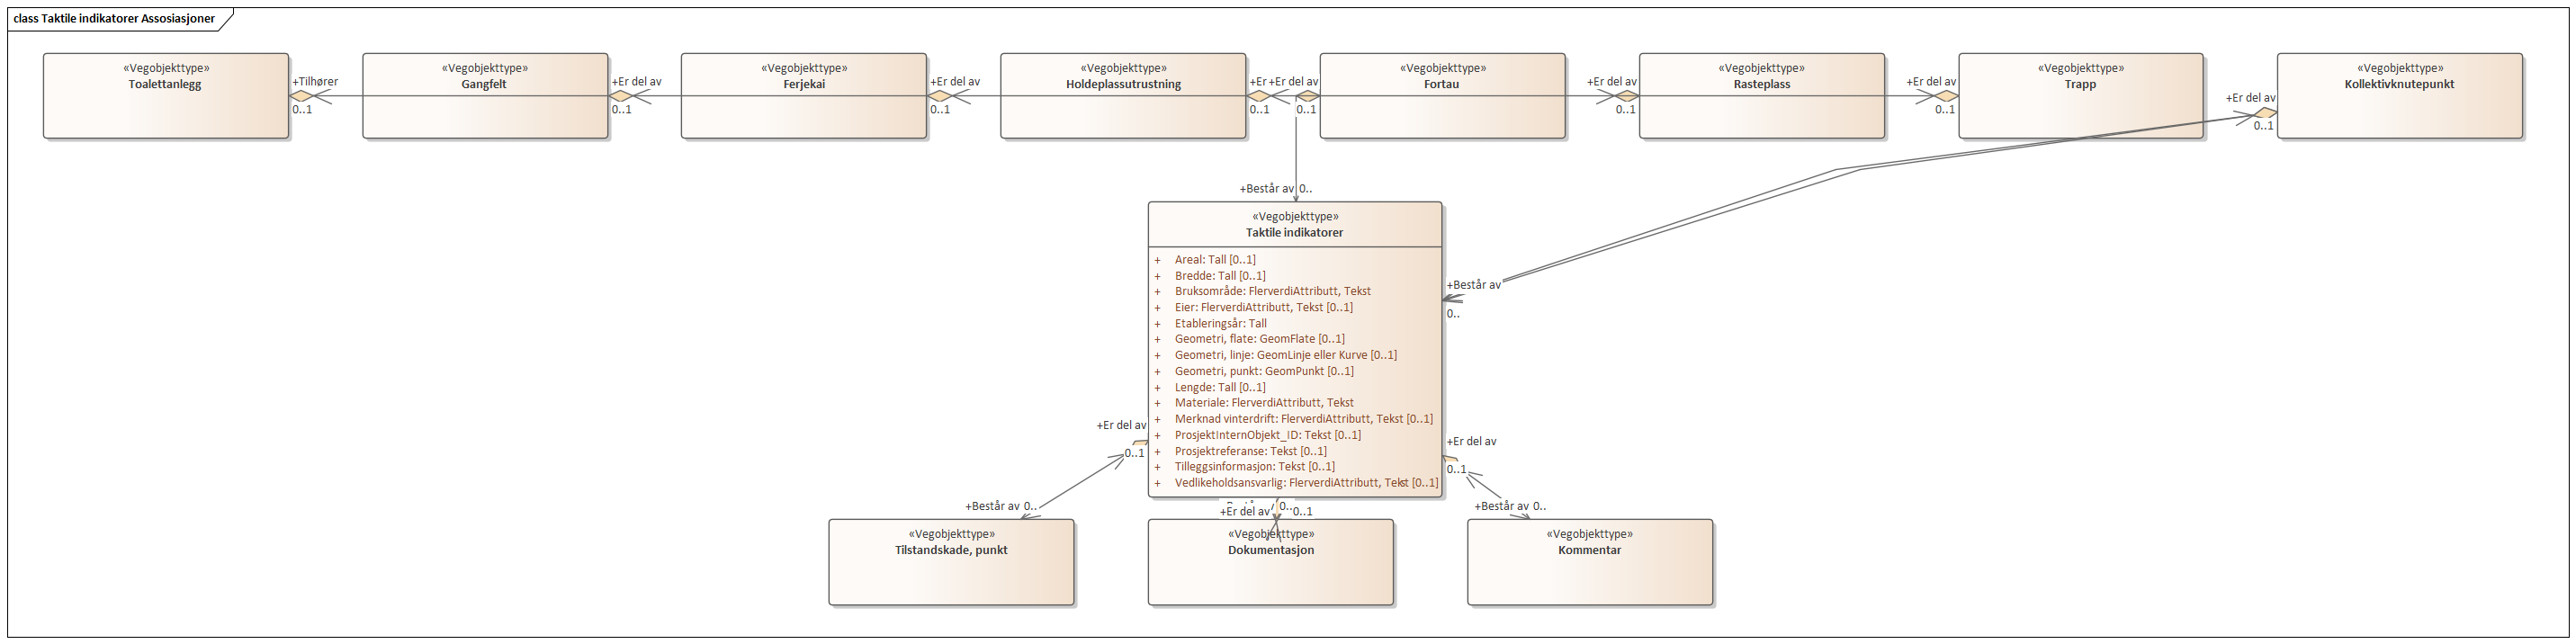 class Taktile indikatorer Assosiasjoner
«Vegobjekttype»
Toalettanlegg
+Tilhører
0..1
«Vegobjekttype»
Gangfelt
+Er del av
0..1
«Vegobjekttype»
Ferjekai
+Er del av
0..1
«Vegobjekttype»
Holdeplassutrustning
+Er
0..1
+Er del av
0..1
«Vegobjekttype»
Fortau
+Er del av
0..1
«Vegobjekttype»
Rasteplass
+Er del av
0..1
«Vegobjekttype»
Trapp
+Er del av
0..1
«Vegobjekttype»
Kollektivknutepunkt
+Består av 0..
«Vegobjekttype»
Taktile indikatorer
+ Areal: Tall [0..1]
+ Bredde: Tall [0..1]
+ Bruksområde: FlerverdiAttributt, Tekst
+ Eier: FlerverdiAttributt, Tekst [0..1]
+ Etableringsår: Tall
+ Geometri, flate: GeomFlate [0..1]
+ Geometri, linje: GeomLinje eller Kurve [0..1]
+ Geometri, punkt: GeomPunkt [0..1]
+ Lengde: Tall [0..1]
+ Materiale: FlerverdiAttributt, Tekst
+ Merknad vinterdrift: FlerverdiAttributt, Tekst [0..1]
+ ProsjektInternObjekt_ID: Tekst [0..1]
+ Prosjektreferanse: Tekst [0..1]
+ Tilleggsinformasjon: Tekst [0..1]
+ Vedlikeholdsansvarlig: FlerverdiAttributt, Tekst [0..1]
+Består av
0..
+Er del av
0..1
+Er del av
0..1
+Består av 0..
0..
+Er del av
0..1
+Består av 0..
«Vegobjekttype»
Tilstandskade, punkt
«Vegobjekttype»
Dokumentasjon
«Vegobjekttype»
Kommentar